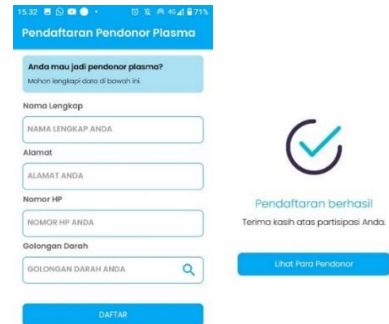 15.32
4G 71%
Pendaftaran Pendonor Plasma
Anda mau jadi pendonor plasma?
Mohon lengkapi data di bawah ini.
Nama Lengkap
NAMA LENGKAP ANDA
Alamat
ALAMAT ANDA
Nomor HP
NOMOR HP ANDA
Golongan Darah
GOLONGAN DARAH ANDA
DAFTAR
Pendaftaran berhasil
Terima kasih atas partisipasi Anda.
Lihat Para Pendonor